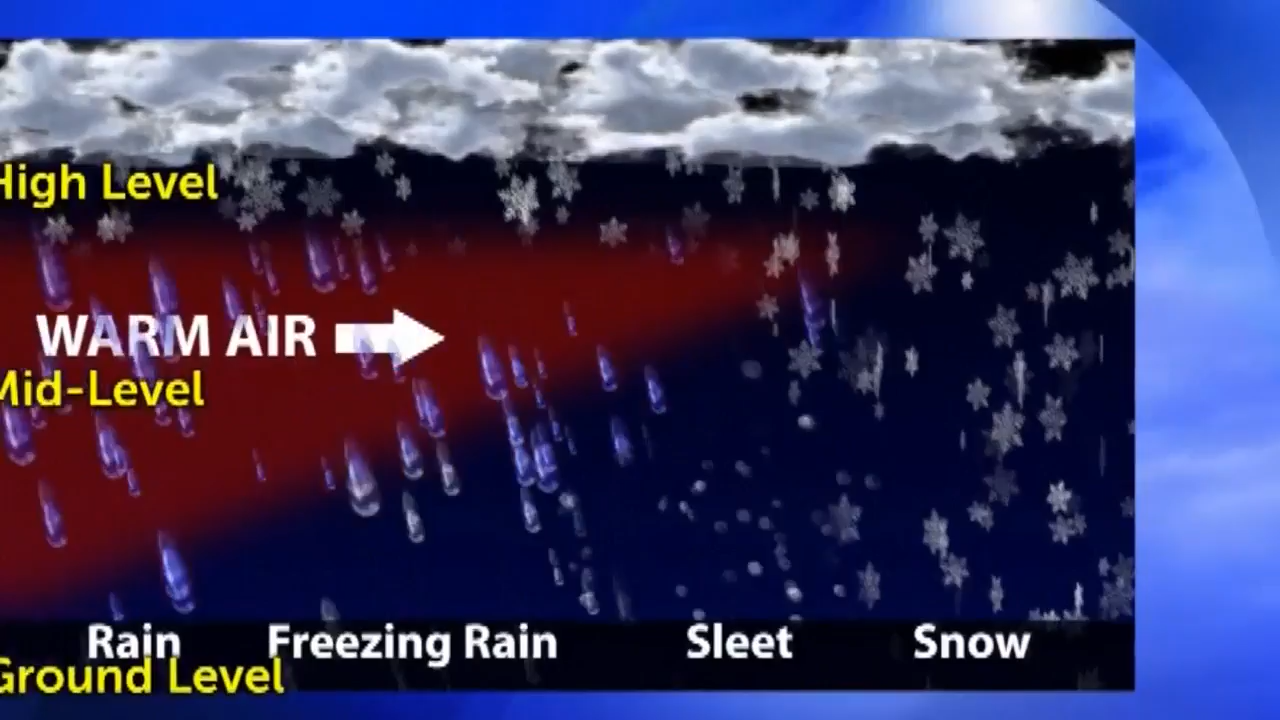 High Level
WARM AIR
Mid-Level
Rain Freezing Rain Sleet Snow
Ground Level